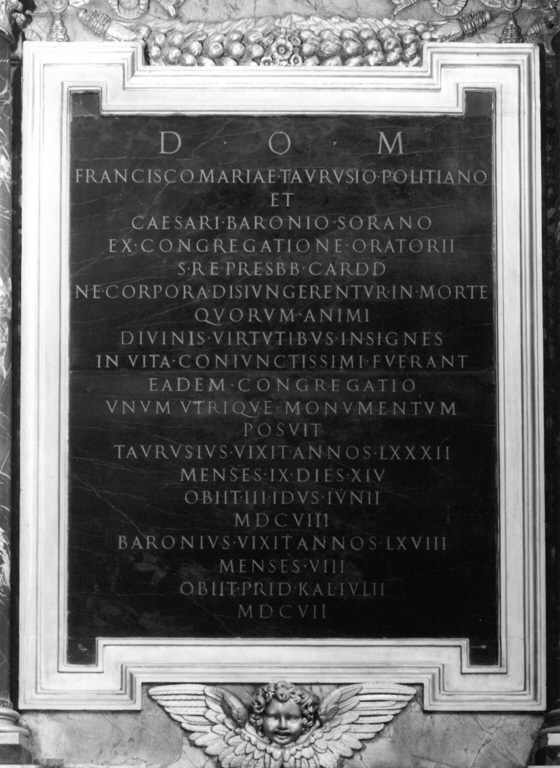 D · O · M
FRANCISCO·MARIAE·TAVRVSIO·POLITIANO
ET
CAESARI·BARONIO·SORANO
EX·CONGREGATIONE·ORATORII
S·R·E·PRESBB·CARDD
NE·CORPORA·DISIVNGERENTVR·IN·MORTE
QVORVM·ANIMI
DIVINIS·VIRTVTIBVS·INSIGNES
IN VITA·CONIVNCTISSIMI·FVERANT
EADEM·CONGREGATIO
VNVM VTRIQVE·MONVMENTVM
POSVIT
TAVRVSIVS·VIXIT·ANNOS·LXXXII
MENSES·IX·DIES·XIV
OBIIT·III·IDVS·IVNII
MDCVIII
BARONIVS·VIXIT·ANNOS·LXVIII
MENSES·VIII
OBIIT·PRID·KAL·IVLII
MDCVII